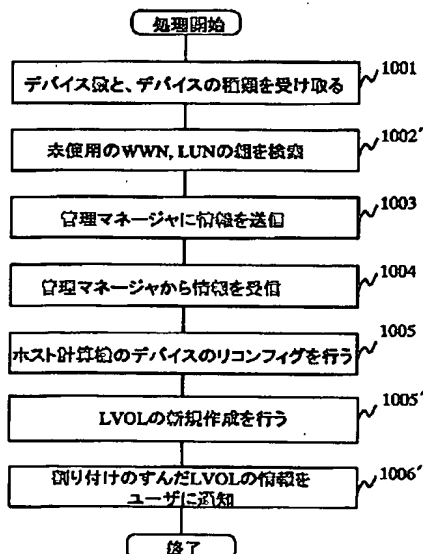 処理開始
デバイス数と、デバイスの種類を受け取る
1001
未使用のWWN, LUNの組を検索
1002'
管理マネージャに情報を送信
1003
管理マネージャから情報を受信
1004
ホスト計算機のデバイスのリコンフィグを行う
1005
LVOLの新規作成を行う
1005'
割り付けのすんだLVOLの情報を
ユーザに通知
1006'
終了